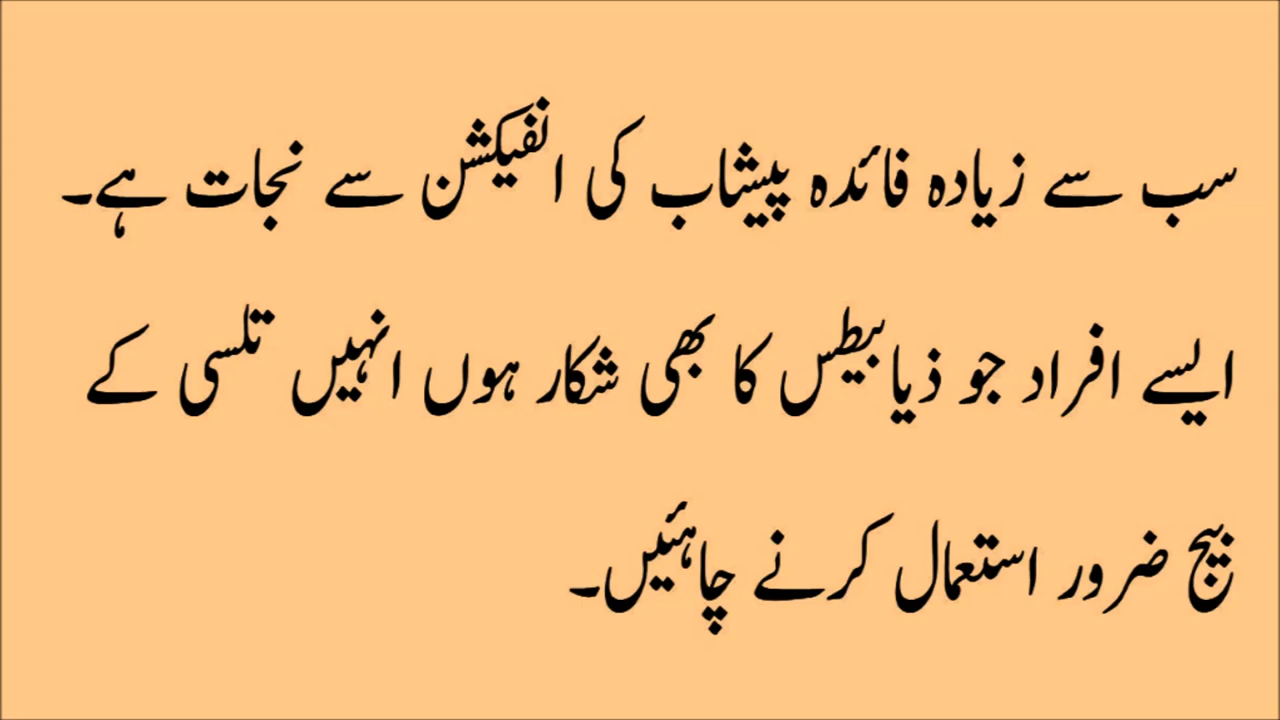 سب سے زیادہ فائدہ پیشاب کی انفیکشن سے نجات ہے۔
ایسے افراد جو ذیابیطس کا بھی شکار ہوں انہیں تلسی کے
بیج ضرور استعمال کرنے چاہئیں۔